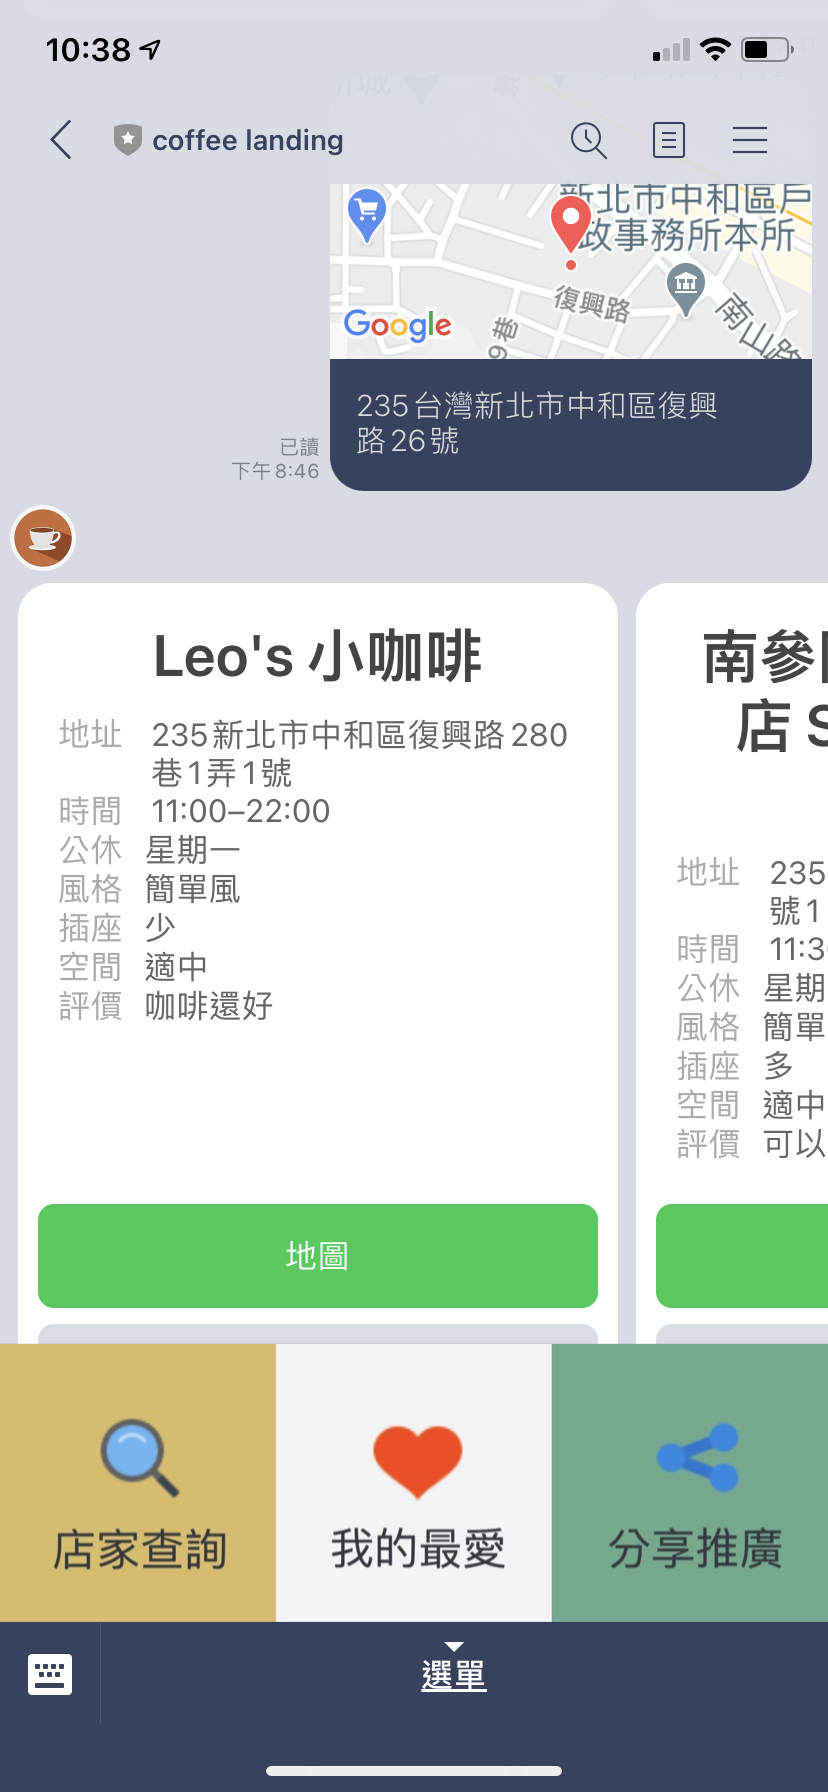 10:38
coffee landing
新北市中和區戶
政事務所本所
復興路
南山路
9巷
Google
235台灣新北市中和區復興
路26號
已讀
下午8:46
Leo's 小咖啡
地址 235新北市中和區復興路280
巷1弄1號
時間 11:00–22:00
公休 星期一
風格 簡單風
插座 少
空間 適中
評價 咖啡還好
地圖
南參
店 S
地址 235
號1
時間 11:3
公休 星期
風格 簡單
插座 多
空間 適中
評價 可以
店家查詢
我的最愛
分享推廣
選單